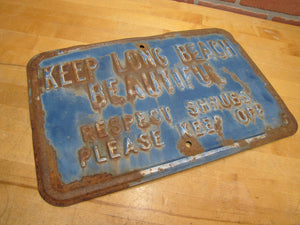 KEEP LONG BEACH
BEAUTIFUL
RESPECT SHRUBS
PLEASE KEEP OFF